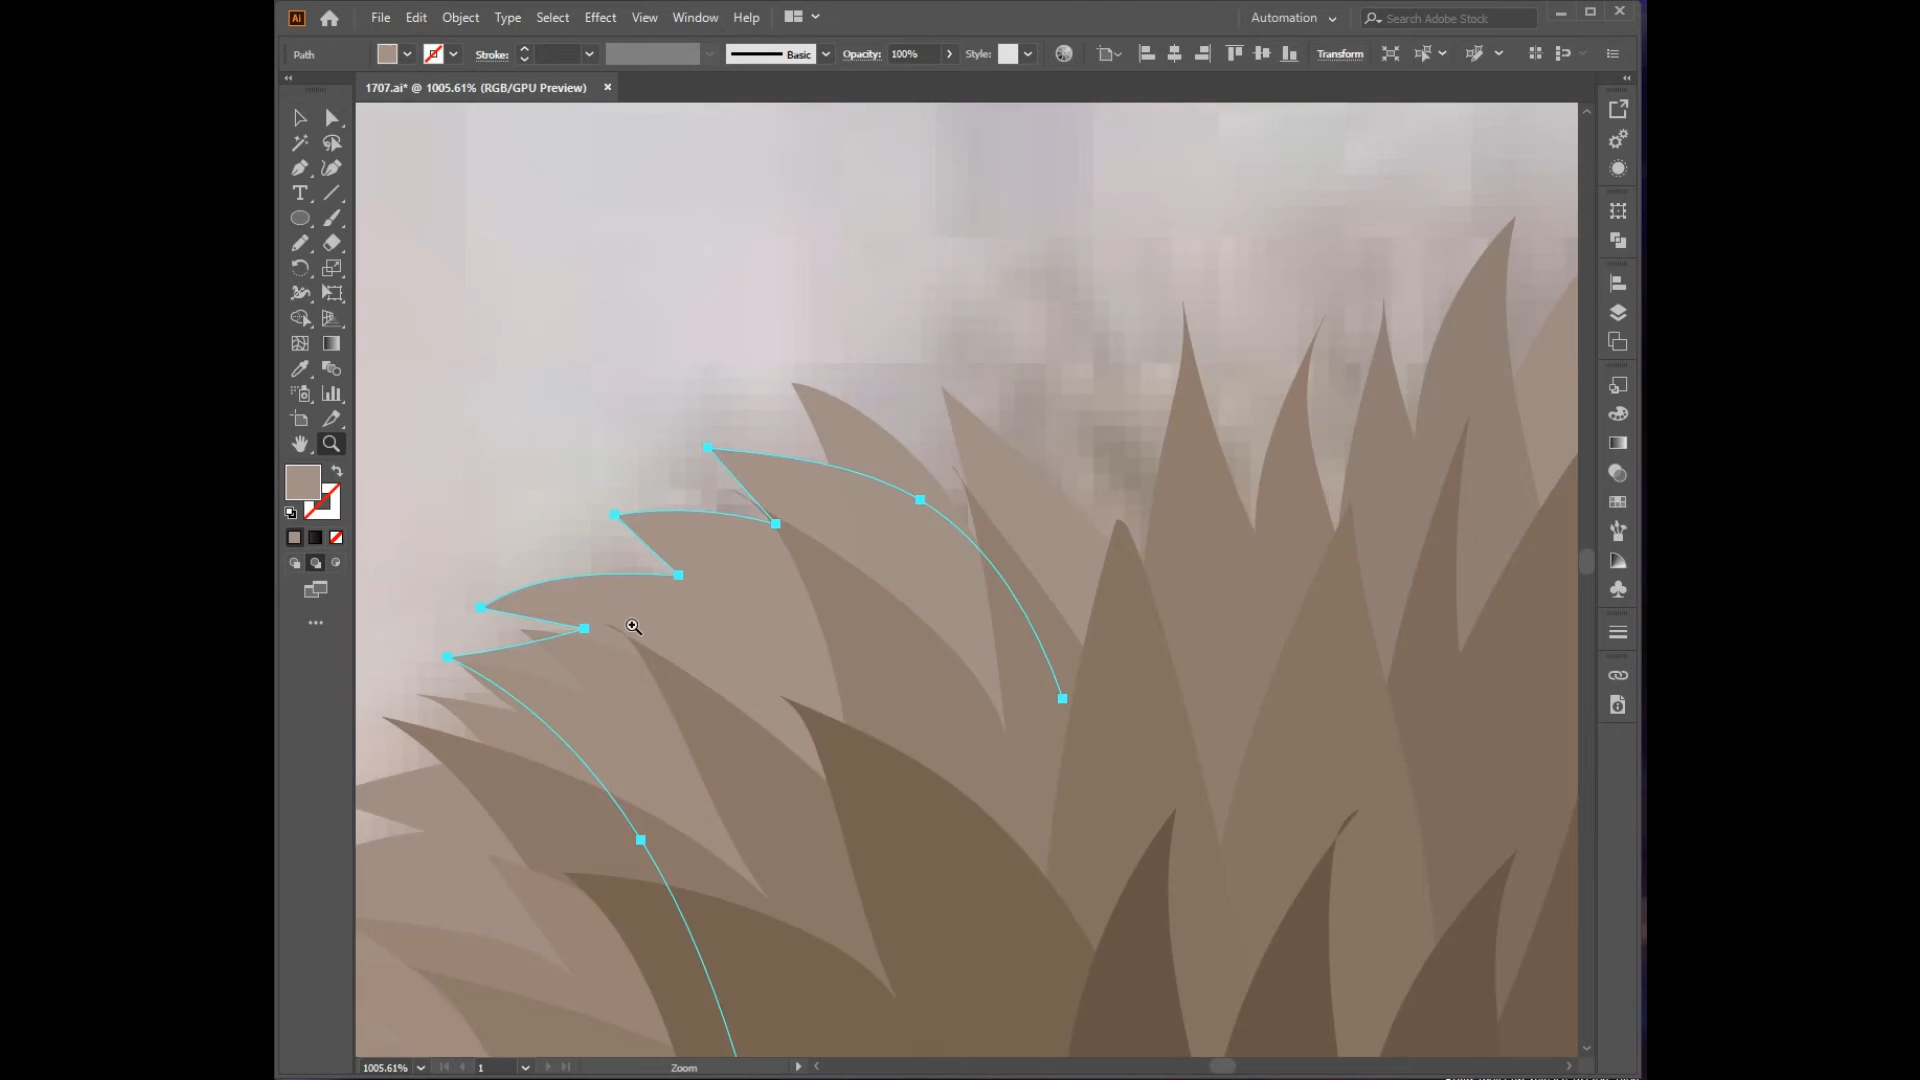 Ai File Edit Object Type Select Effect View Window Help Automation Search Adobe Stock
Path Stroke: Basic Opacity: 100% Style: Transform
1707.ai* @ 1005.61% (RGB/GPU Preview) ×
T
1005.61% 1 Zoom